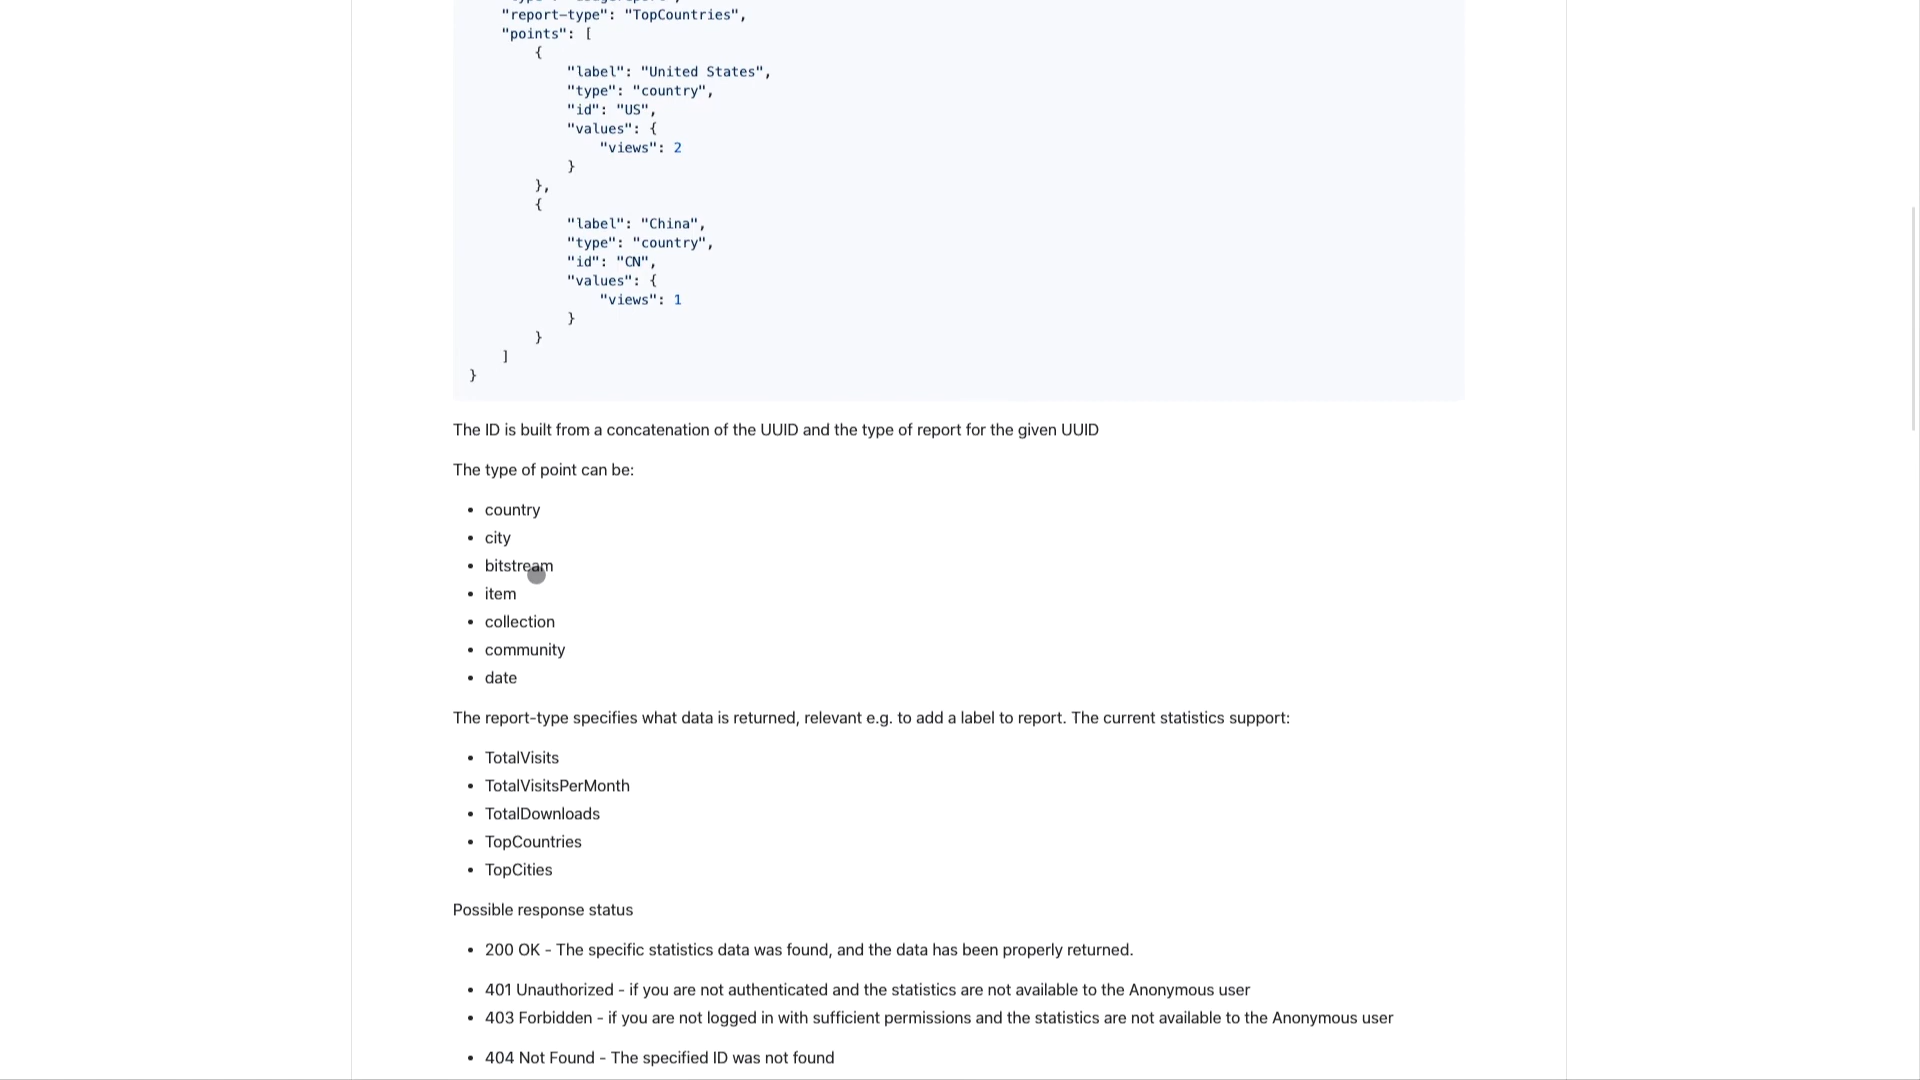 "report-type": "TopCountries",
"points": [
{
"label": "United States",
"type": "country",
"id": "US",
"values": {
"views": 2
}
},
{
"label": "China",
"type": "country",
"id": "CN",
"values": {
"views": 1
}
}
]
}
The ID is built from a concatenation of the UUID and the type of report for the given UUID
The type of point can be:
• country
• city
• bitstream
• item
• collection
• community
• date
The report-type specifies what data is returned, relevant e.g. to add a label to report. The current statistics support:
• TotalVisits
• TotalVisitsPerMonth
• TotalDownloads
• TopCountries
• TopCities
Possible response status
• 200 OK - The specific statistics data was found, and the data has been properly returned.
• 401 Unauthorized - if you are not authenticated and the statistics are not available to the Anonymous user
• 403 Forbidden - if you are not logged in with sufficient permissions and the statistics are not available to the Anonymous user
• 404 Not Found - The specified ID was not found